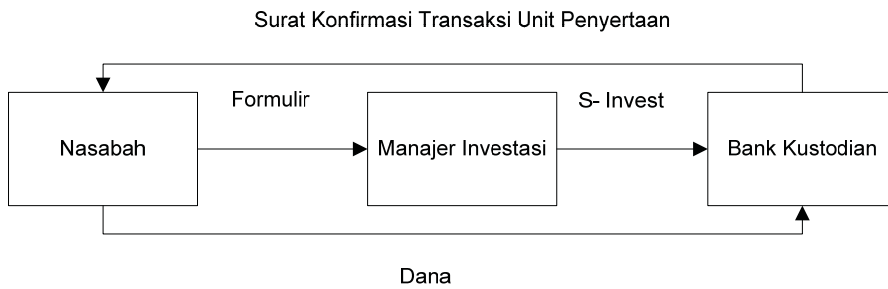 Surat Konfirmasi Transaksi Unit Penyertaan
Formulir
S- Invest
Nasabah
Manajer Investasi
Bank Kustodian
Dana